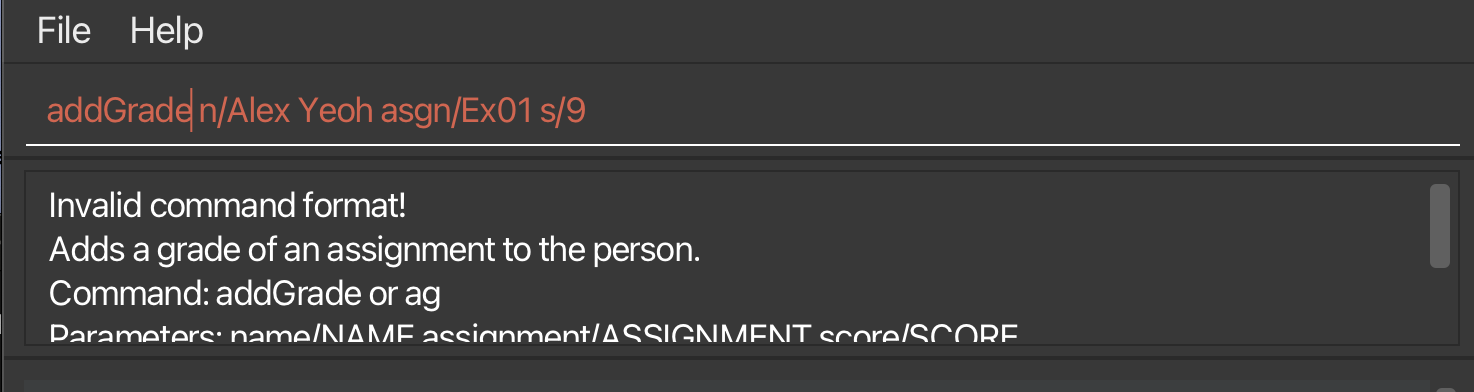 File Help
addGrade n/Alex Yeoh asgn/Ex01 s/9
Invalid command format!
Adds a grade of an assignment to the person.
Command: addGrade or ag
Parameters: name/NAME assignment/ASSIGNMENT score/SCORE